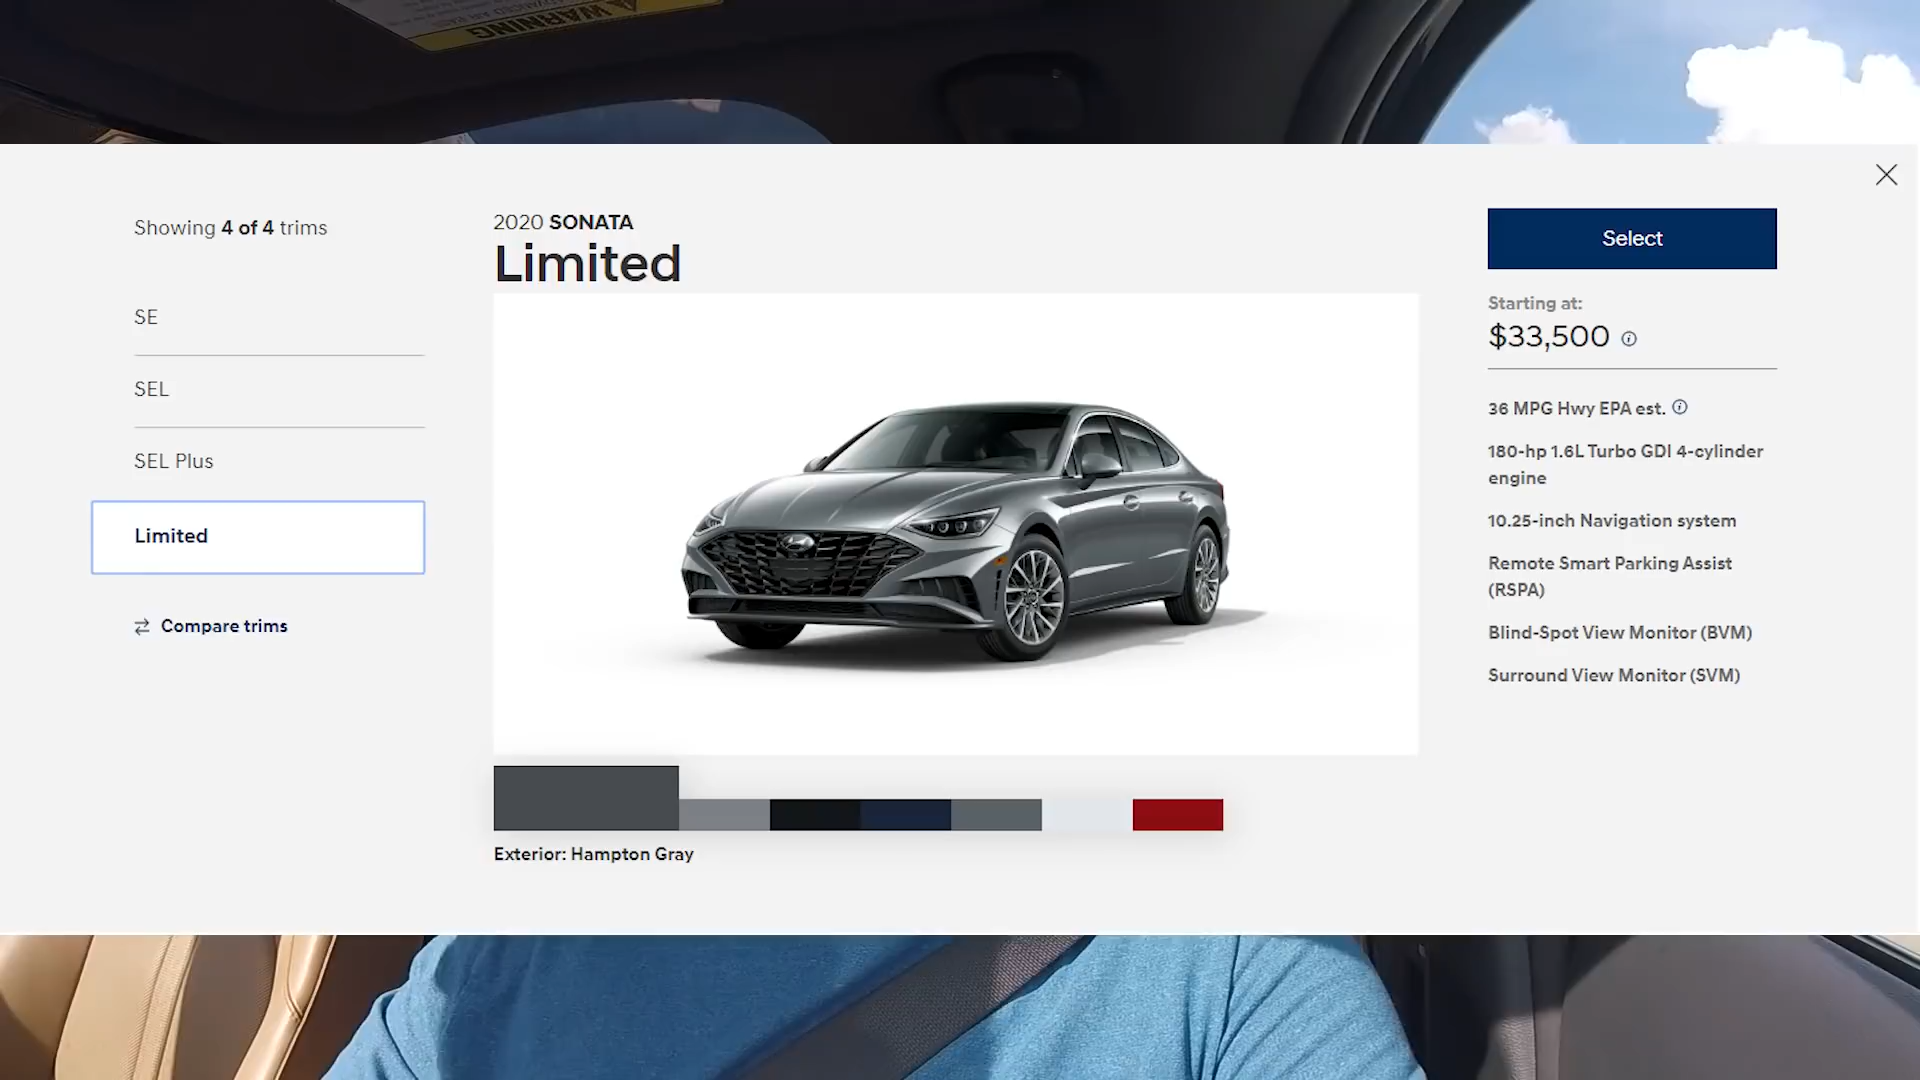 WARNING
Showing 4 of 4 trims
SE
SEL
SEL Plus
Limited
Compare trims
2020 SONATA
Limited
Exterior: Hampton Gray
Select
Starting at:
$33,500
36 MPG Hwy EPA est.
180-hp 1.6L Turbo GDI 4-cylinder
engine
10.25-inch Navigation system
Remote Smart Parking Assist
(RSPA)
Blind-Spot View Monitor (BVM)
Surround View Monitor (SVM)